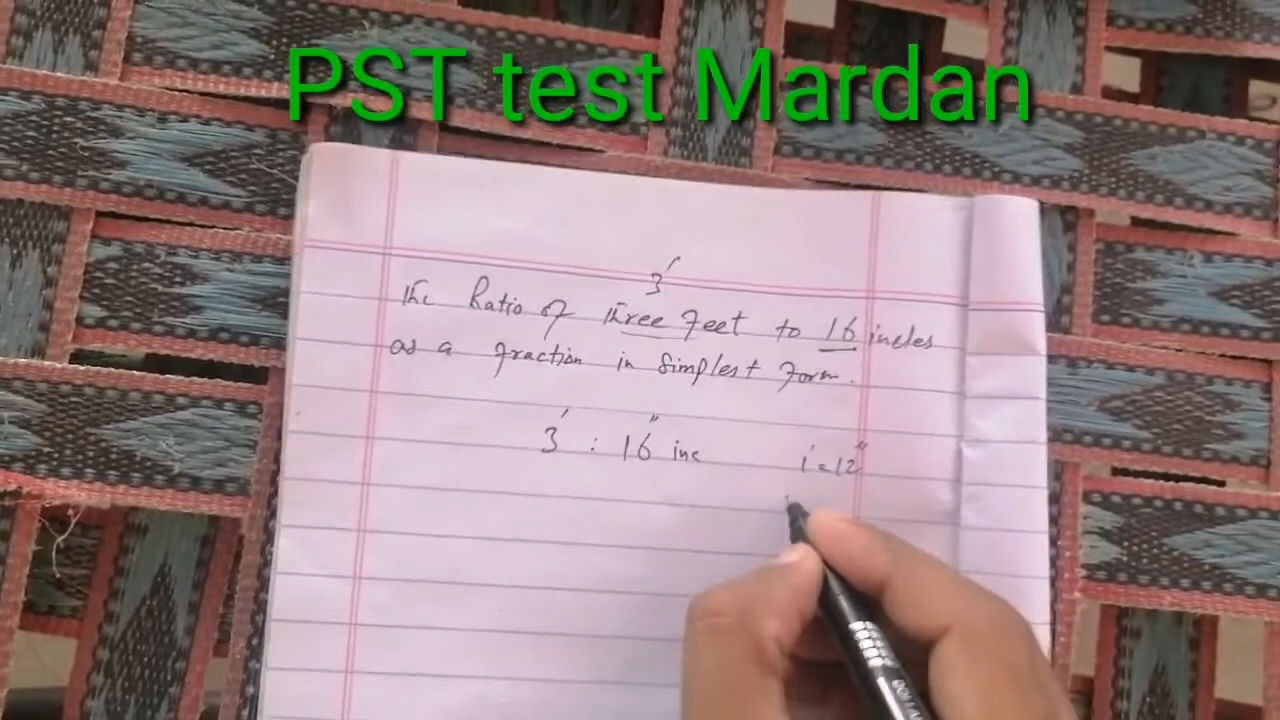 PST test Mardan
3'
The Ratio of Three Feet to 16 inches
as a fraction in Simplest Form.
3' : 16" inc 1' = 12"
DOLLAR